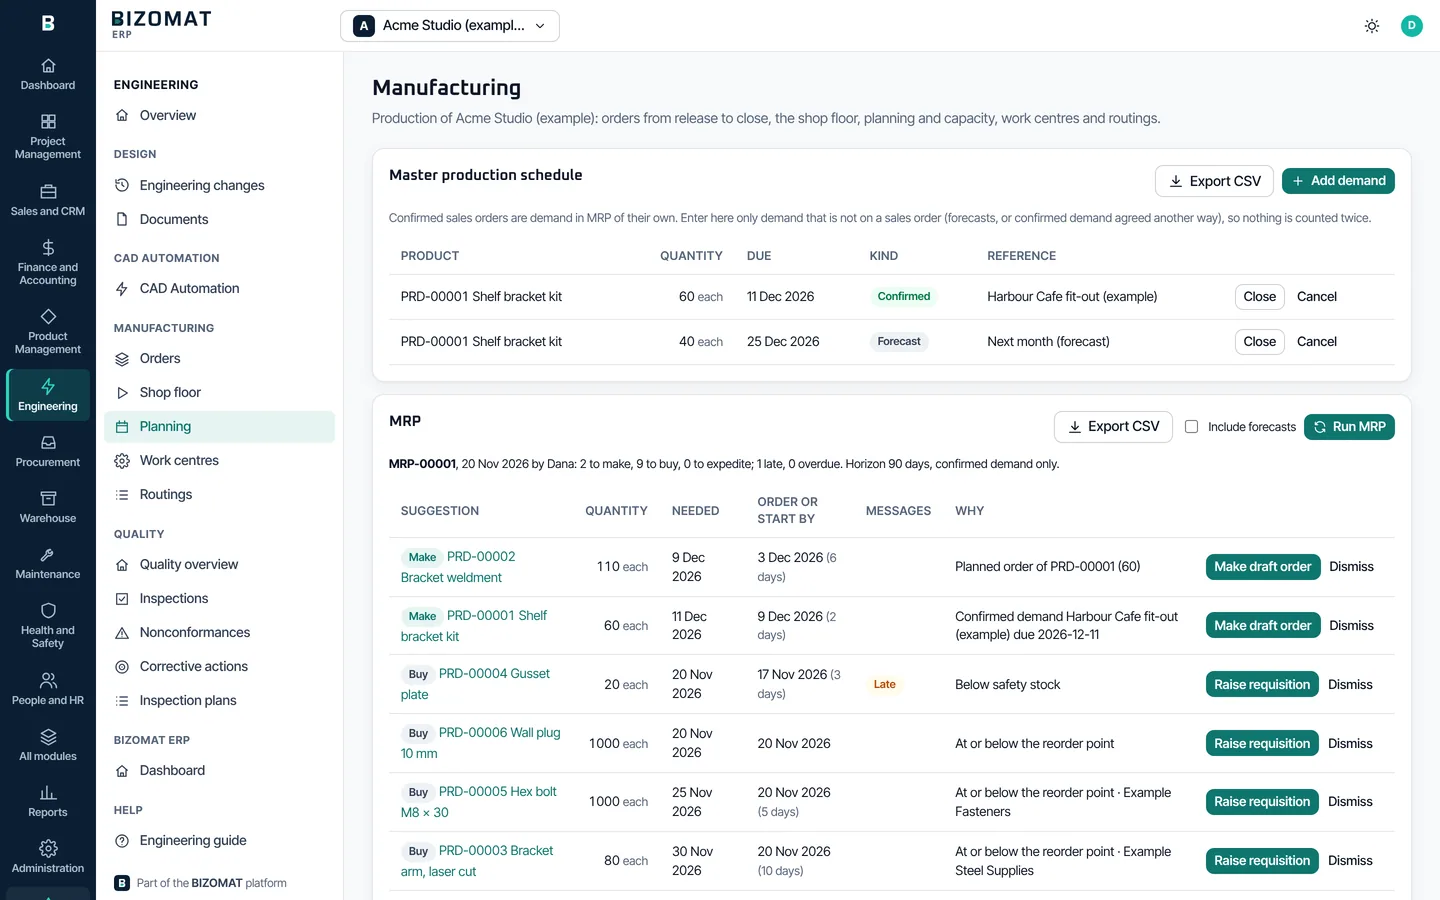 B
Dashboard
Project
Management
Sales and CRM
Finance and
Accounting
Product
Management
Engineering
Procurement
Warehouse
Maintenance
Health and
Safety
People and HR
All modules
Reports
Administration
BIZOMAT
ERP
ENGINEERING
Overview
DESIGN
Engineering changes
Documents
CAD AUTOMATION
CAD Automation
MANUFACTURING
Orders
Shop floor
Planning
Work centres
Routings
QUALITY
Quality overview
Inspections
Nonconformances
Corrective actions
Inspection plans
BIZOMAT ERP
Dashboard
HELP
Engineering guide
B Part of the BIZOMAT platform
A Acme Studio (exampl...
D
Manufacturing
Production of Acme Studio (example): orders from release to close, the shop floor, planning and capacity, work centres and routings.
Master production schedule
Export CSV
Add demand
Confirmed sales orders are demand in MRP of their own. Enter here only demand that is not on a sales order (forecasts, or confirmed demand agreed another way), so nothing is counted twice.
PRODUCT QUANTITY DUE KIND REFERENCE
PRD-00001 Shelf bracket kit 60 each 11 Dec 2026 Confirmed Harbour Cafe fit-out (example) Close Cancel
PRD-00001 Shelf bracket kit 40 each 25 Dec 2026 Forecast Next month (forecast) Close Cancel
MRP
Export CSV
Include forecasts
Run MRP
MRP-00001, 20 Nov 2026 by Dana: 2 to make, 9 to buy, 0 to expedite; 1 late, 0 overdue. Horizon 90 days, confirmed demand only.
SUGGESTION QUANTITY NEEDED ORDER OR START BY MESSAGES WHY
Make PRD-00002 Bracket weldment 110 each 9 Dec 2026 3 Dec 2026 (6 days) Planned order of PRD-00001 (60) Make draft order Dismiss
Make PRD-00001 Shelf bracket kit 60 each 11 Dec 2026 9 Dec 2026 (2 days) Confirmed demand Harbour Cafe fit-out (example) due 2026-12-11 Make draft order Dismiss
Buy PRD-00004 Gusset plate 20 each 20 Nov 2026 17 Nov 2026 (3 days) Late Below safety stock Raise requisition Dismiss
Buy PRD-00006 Wall plug 10 mm 1000 each 20 Nov 2026 20 Nov 2026 At or below the reorder point Raise requisition Dismiss
Buy PRD-00005 Hex bolt M8 × 30 1000 each 25 Nov 2026 20 Nov 2026 (5 days) At or below the reorder point · Example Fasteners Raise requisition Dismiss
Buy PRD-00003 Bracket arm, laser cut 80 each 30 Nov 2026 20 Nov 2026 (10 days) At or below the reorder point · Example Steel Supplies Raise requisition Dismiss